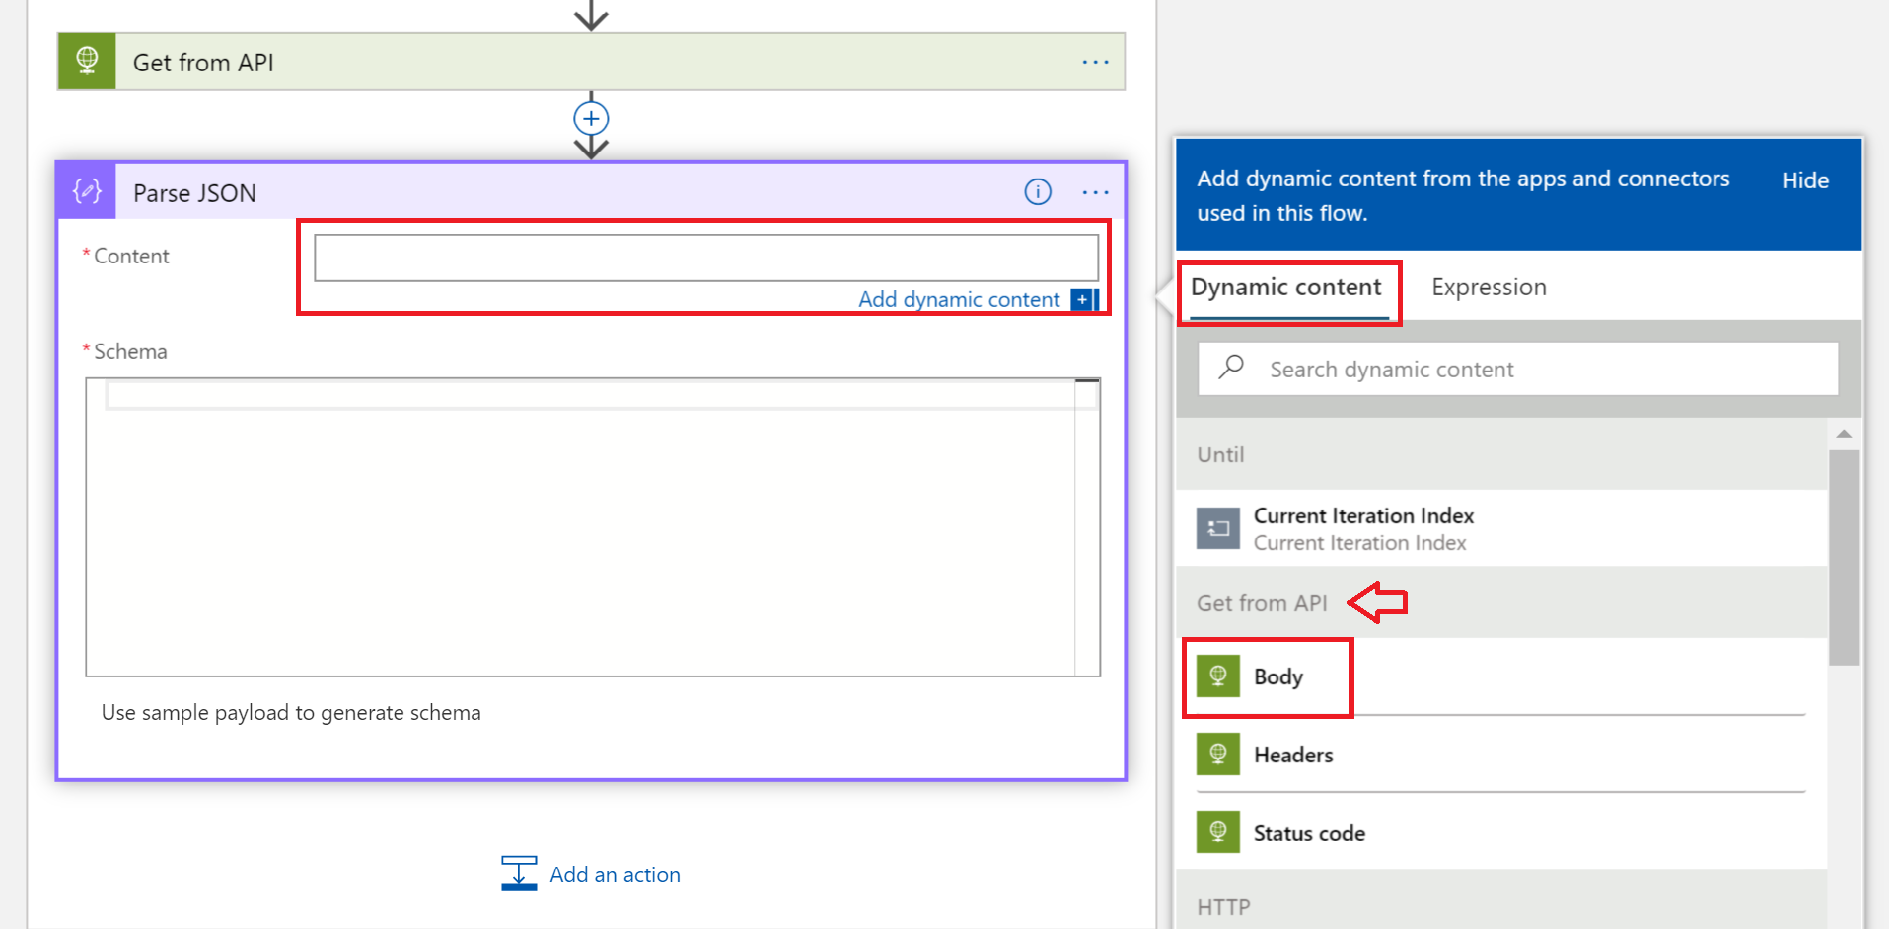 Get from API
Parse JSON
* Content
Add dynamic content
* Schema
Use sample payload to generate schema
Add an action
Add dynamic content from the apps and connectors
used in this flow.
Hide
Dynamic content
Expression
Search dynamic content
Until
Current Iteration Index
Current Iteration Index
Get from API
Body
Headers
Status code
HTTP